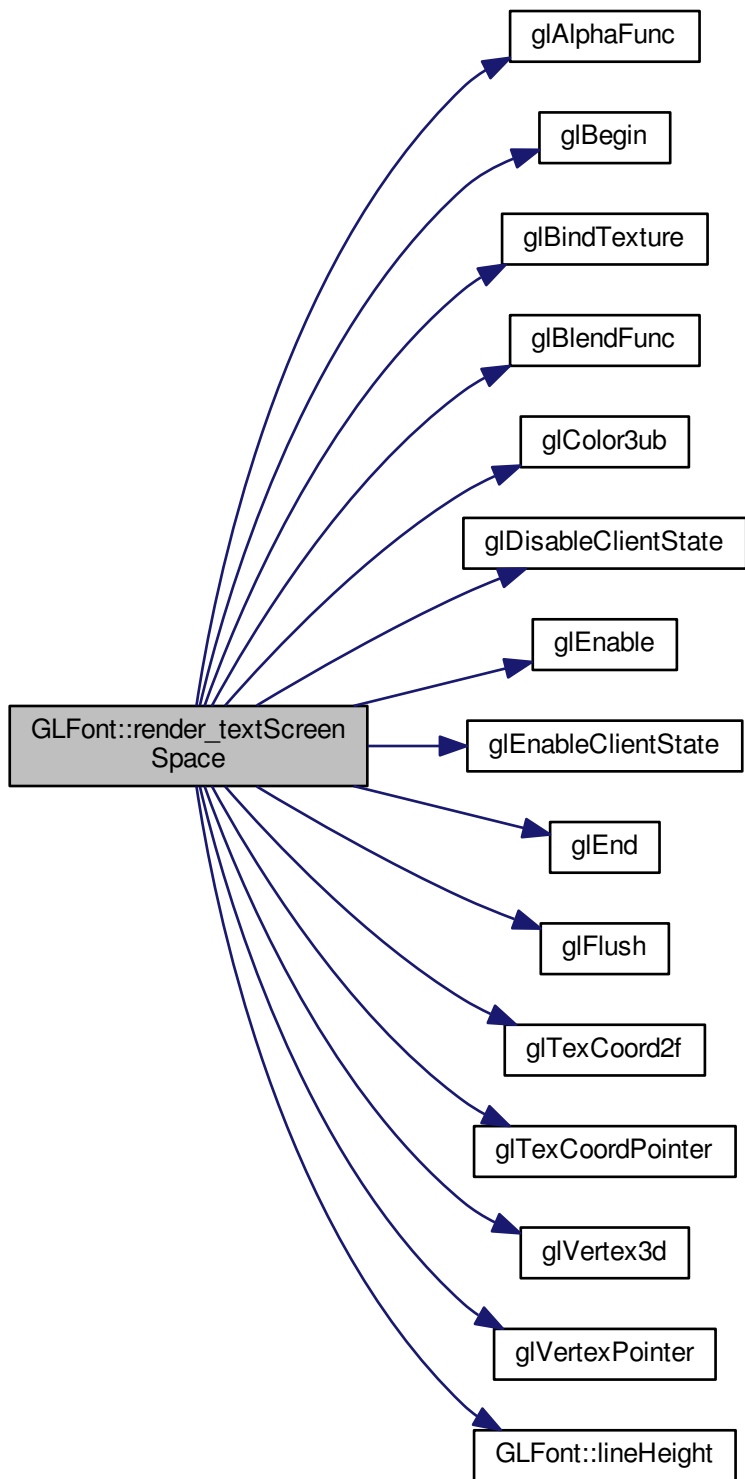 glAlphaFunc
glBegin
glBindTexture
glBlendFunc
glColor3ub
glDisableClientState
glEnable
GLFont::render_textScreen
Space
glEnableClientState
glEnd
glFlush
glTexCoord2f
glTexCoordPointer
glVertex3d
glVertexPointer
GLFont::lineHeight